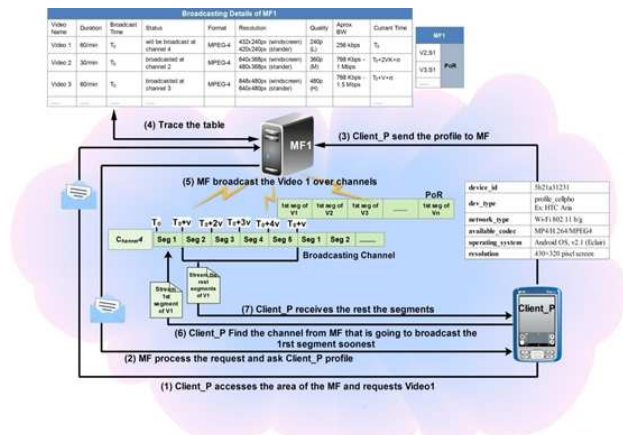 Broadcasting Details of MF1
Video Name Duration Broadcast Time Status Format Resolution Quality Aprox BW Current Time
Video 1 60/min T₀ will be broadcast at channel 4 MPEG-4 432x240px (windscreen) 420x240px (stander) 240p (L) 256 kbps T₀
Video 2 30/min T₀ broadcasted at channel 2 MPEG-4 640x368px (windscreen) 480x368px (stander) 360p (M) 768 Kbps - 1 Mbps
Video 3 60/min T₀ broadcasted at channel 3 MPEG-4 848x480px (windscreen) 640x480px (stander) 480p (H) 768 Kbps - 1.5 Mbps
MF1
V2:S1
V3:S1
PoR
(4) Trace the table
(3) Client_P send the profile to MF
MF1
(5) MF broadcast the Video 1 over channels
PoR
1st seg of V1 1st seg of V2 1st seg of V3 ........ 1st seg of Vn
T₀ T₀+v T₀+2v T₀+3v T₀+4v T₀+v
Seg 1 Seg 2 Seg 3 Seg 4 Seg 6 Seg 1 Seg 2 ........
Broadcasting Channel
Stream 1st segment of V1
Stream the rest segments of V1
device_id 5b21a31231
dev_type profile_cellpho Ex: HTC Aria
network_type Wi-Fi 802 11 b/g
available_codec MP4/H264/MPEG4
operating_system Android OS, v2.1 (Eclair)
resolution 430×320 pixel screen
Client_P
(7) Client_P receives the rest the segments
(6) Client_P Find the channel from MF that is going to broadcast the
1rst segment soonest
(2) MF process the request and ask Client_P profile
(1) Client_P accesses the area of the MF and requests Video1